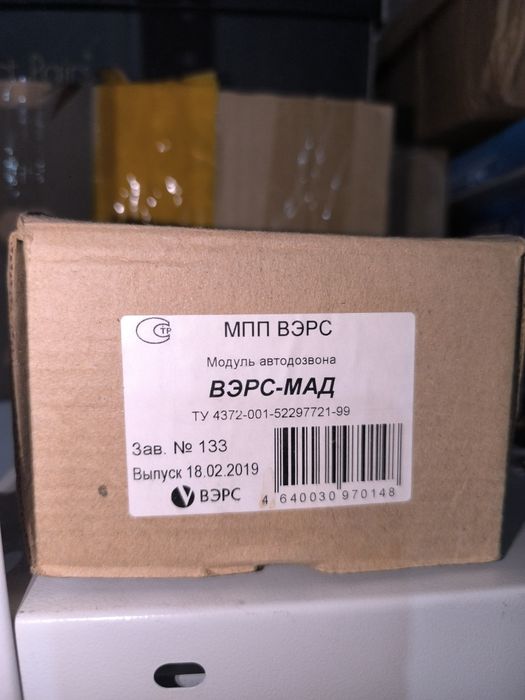 СТР
МПП ВЭРС
Модуль автодозвона
ВЭРС-МАД
ТУ 4372-001-52297721-99
Зав. № 133
Выпуск 18.02.2019
ВЭРС
4 640030 970148